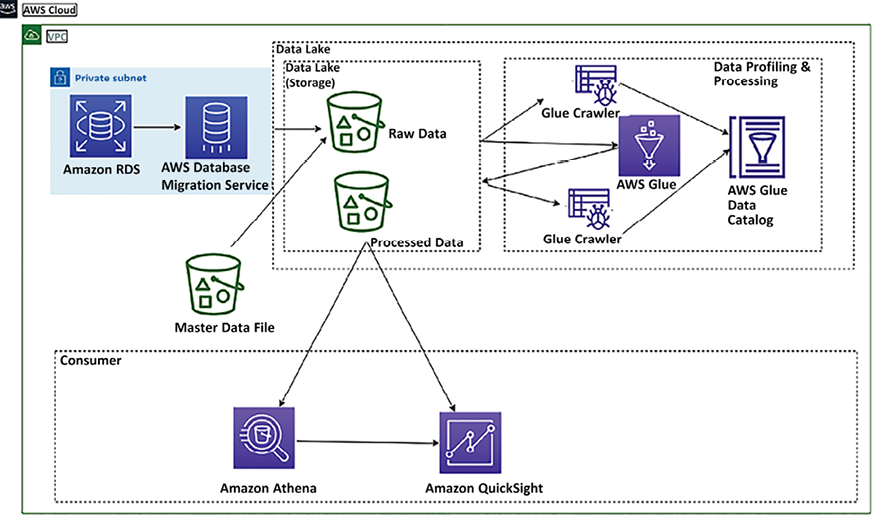 aws
AWS Cloud
VPC
Data Lake
Private subnet
Data Lake
(Storage)
Data Profiling &
Processing
Raw Data
Glue Crawler
Amazon RDS
AWS Database
Migration Service
AWS Glue
AWS Glue
Data
Catalog
Processed Data
Glue Crawler
Master Data File
Consumer
Amazon Athena
Amazon QuickSight